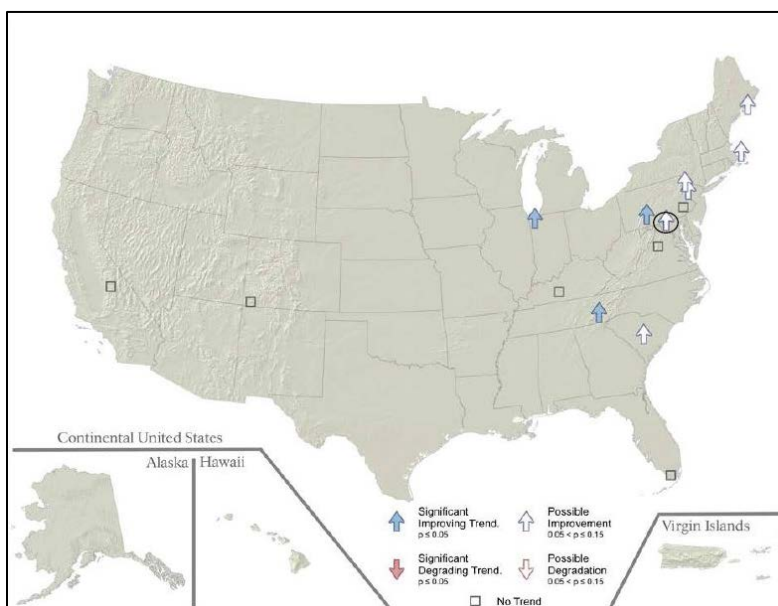 Continental United States
Alaska
Hawaii
Significant
Improving Trend.
p ≤ 0.05
Possible
Improvement
0.05 < p ≤ 0.15
Significant
Degrading Trend.
p ≤ 0.05
Possible
Degradation
0.05 < p ≤ 0.15
No Trend
Virgin Islands